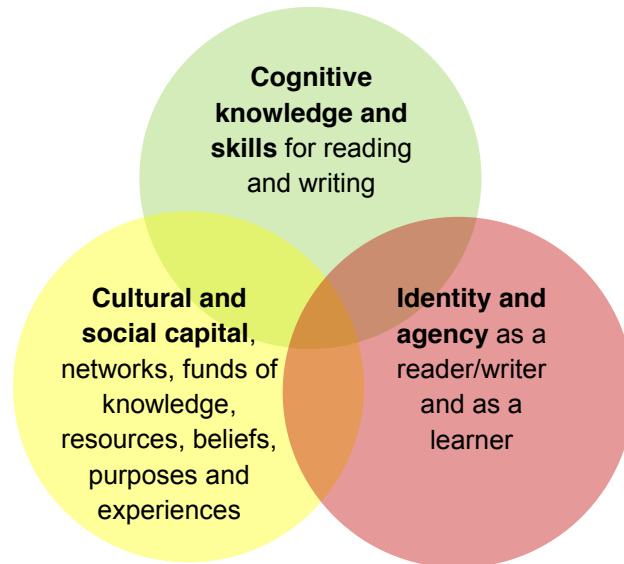 Cognitive
knowledge and
skills for reading
and writing
Cultural and
social capital,
networks, funds of
knowledge,
resources, beliefs,
purposes and
experiences
Identity and
agency as a
reader/writer
and as a
learner